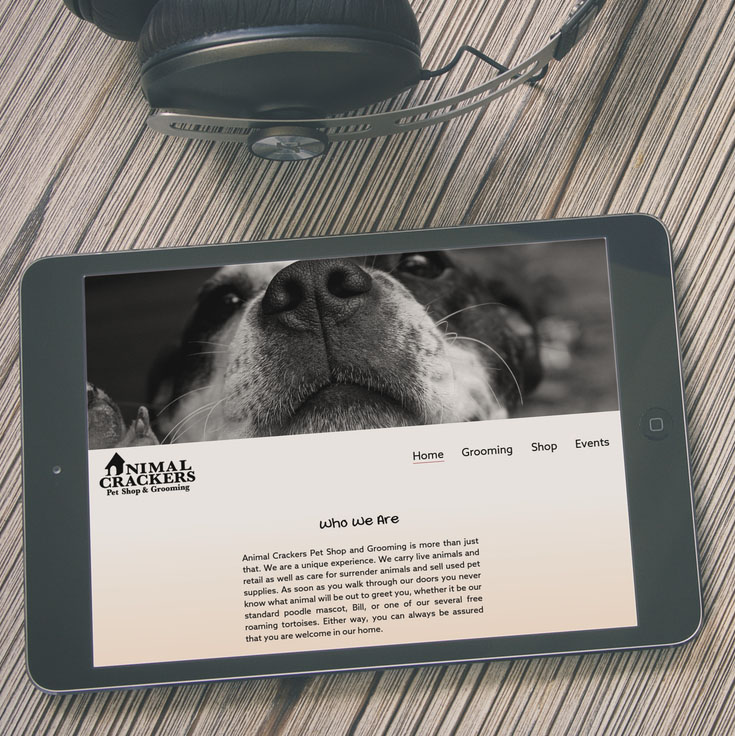 ANIMAL
CRACKERS
Pet Shop & Grooming
Home Grooming Shop Events
Who We Are
Animal Crackers Pet Shop and Grooming is more than just
that. We are a unique experience. We carry live animals and
retail as well as care for surrender animals and sell used pet
supplies. As soon as you walk through our doors you never
know what animal will be out to greet you, whether it be our
standard poodle mascot, Bill, or one of our several free
roaming tortoises. Either way, you can always be assured
that you are welcome in our home.